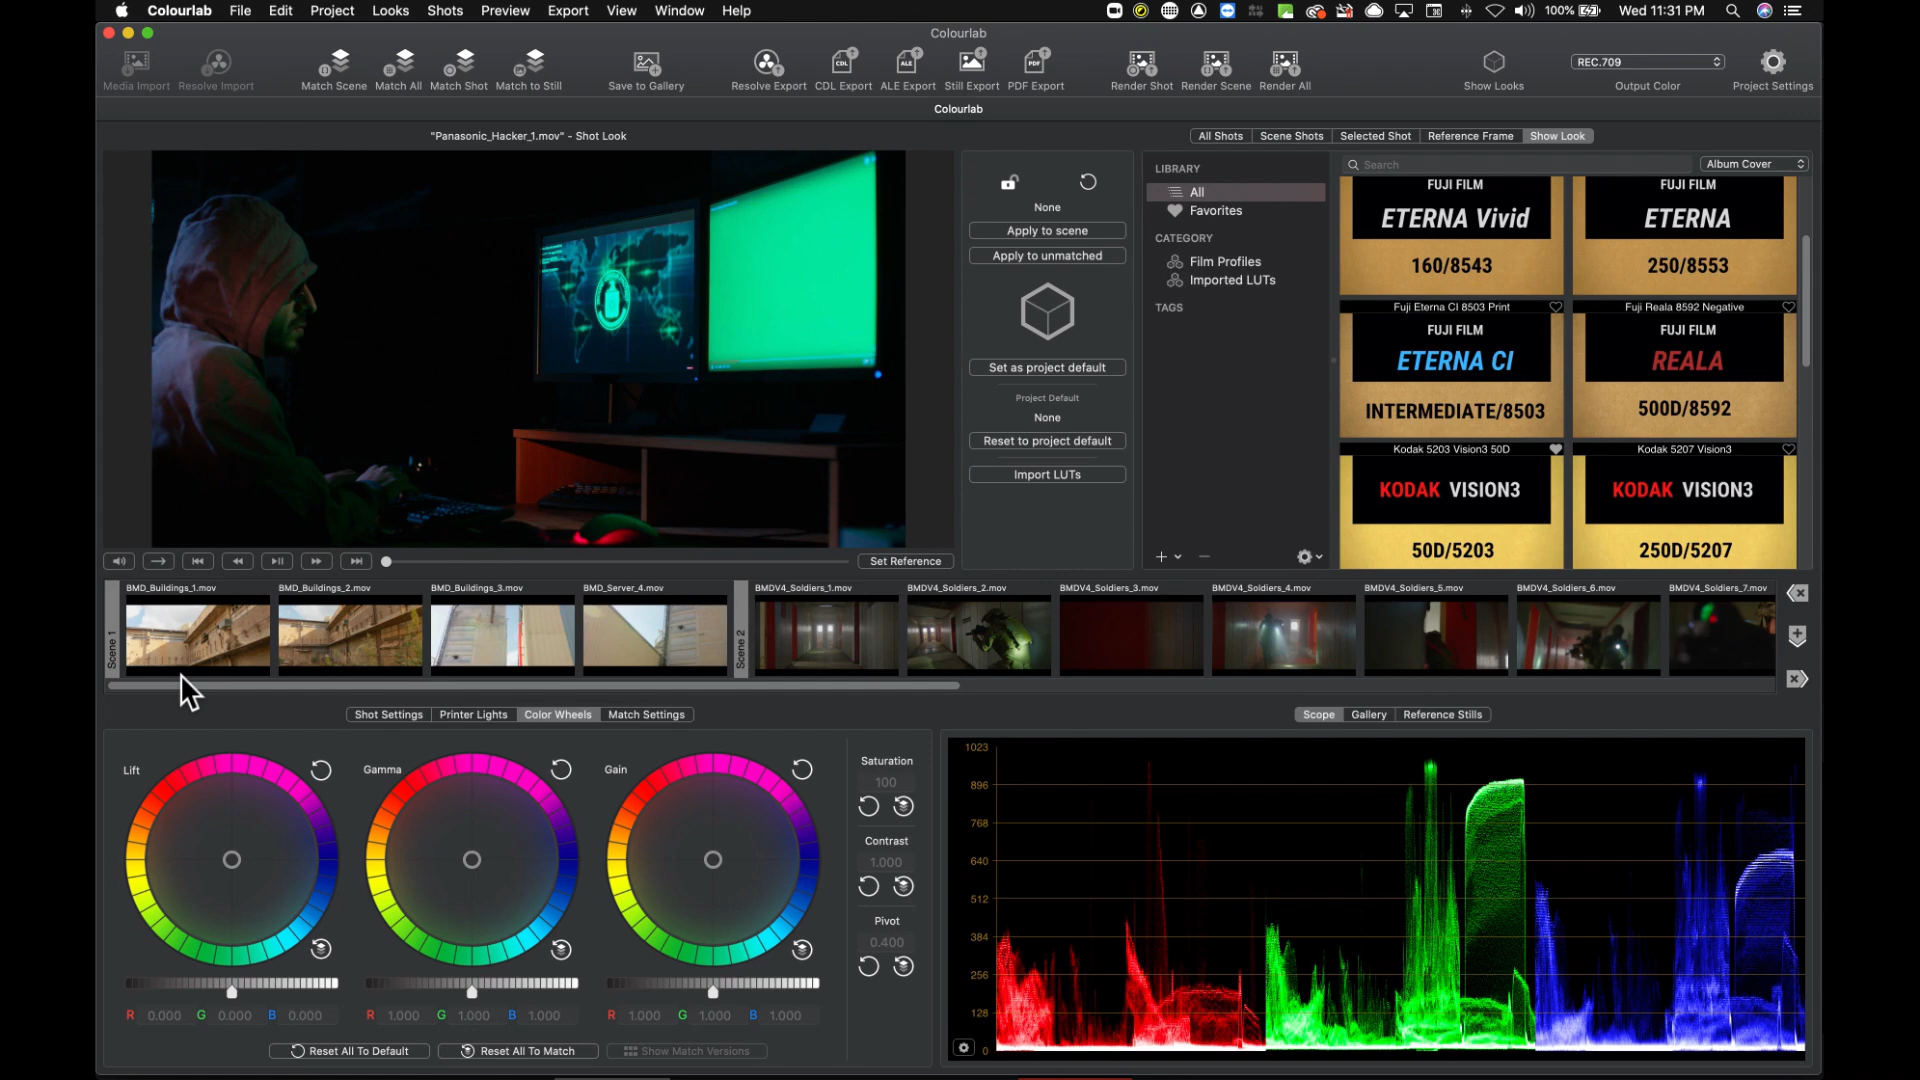 Colourlab File Edit Project Looks Shots Preview Export View Window Help
100% Wed 11:31 PM
Colourlab
Media Import Resolve Import Match Scene Match All Match Shot Match to Still Save to Gallery Resolve Export CDL Export ALE Export Still Export PDF Export Render Shot Render Scene Render All Show Looks REC.709 Output Color Project Settings
CDL ALE PDF
Colourlab
"Panasonic_Hacker_1.mov" - Shot Look
All Shots Scene Shots Selected Shot Reference Frame Show Look
None
Apply to scene
Apply to unmatched
Set as project default
Project Default
None
Reset to project default
Import LUTs
LIBRARY
All
Favorites
CATEGORY
Film Profiles
Imported LUTs
TAGS
Search
Album Cover
FUJI FILM
ETERNA Vivid
160/8543
FUJI FILM
ETERNA
250/8553
Fuji Eterna CI 8503 Print
FUJI FILM
ETERNA CI
INTERMEDIATE/8503
Fuji Reala 8592 Negative
FUJI FILM
REALA
500D/8592
Kodak 5203 Vision3 50D
KODAK VISION3
50D/5203
Kodak 5207 Vision3
KODAK VISION3
250D/5207
Set Reference
Scene 1
BMD_Buildings_1.mov
BMD_Buildings_2.mov
BMD_Buildings_3.mov
BMD_Server_4.mov
Scene 2
BMDV4_Soldiers_1.mov
BMDV4_Soldiers_2.mov
BMDV4_Soldiers_3.mov
BMDV4_Soldiers_4.mov
BMDV4_Soldiers_5.mov
BMDV4_Soldiers_6.mov
BMDV4_Soldiers_7.mov
Shot Settings Printer Lights Color Wheels Match Settings
Scope Gallery Reference Stills
Lift
R 0.000 G 0.000 B 0.000
Gamma
R 1.000 G 1.000 B 1.000
Gain
R 1.000 G 1.000 B 1.000
Saturation
100
Contrast
1.000
Pivot
0.400
Reset All To Default
Reset All To Match
Show Match Versions
1023
896
768
640
512
384
256
128
0